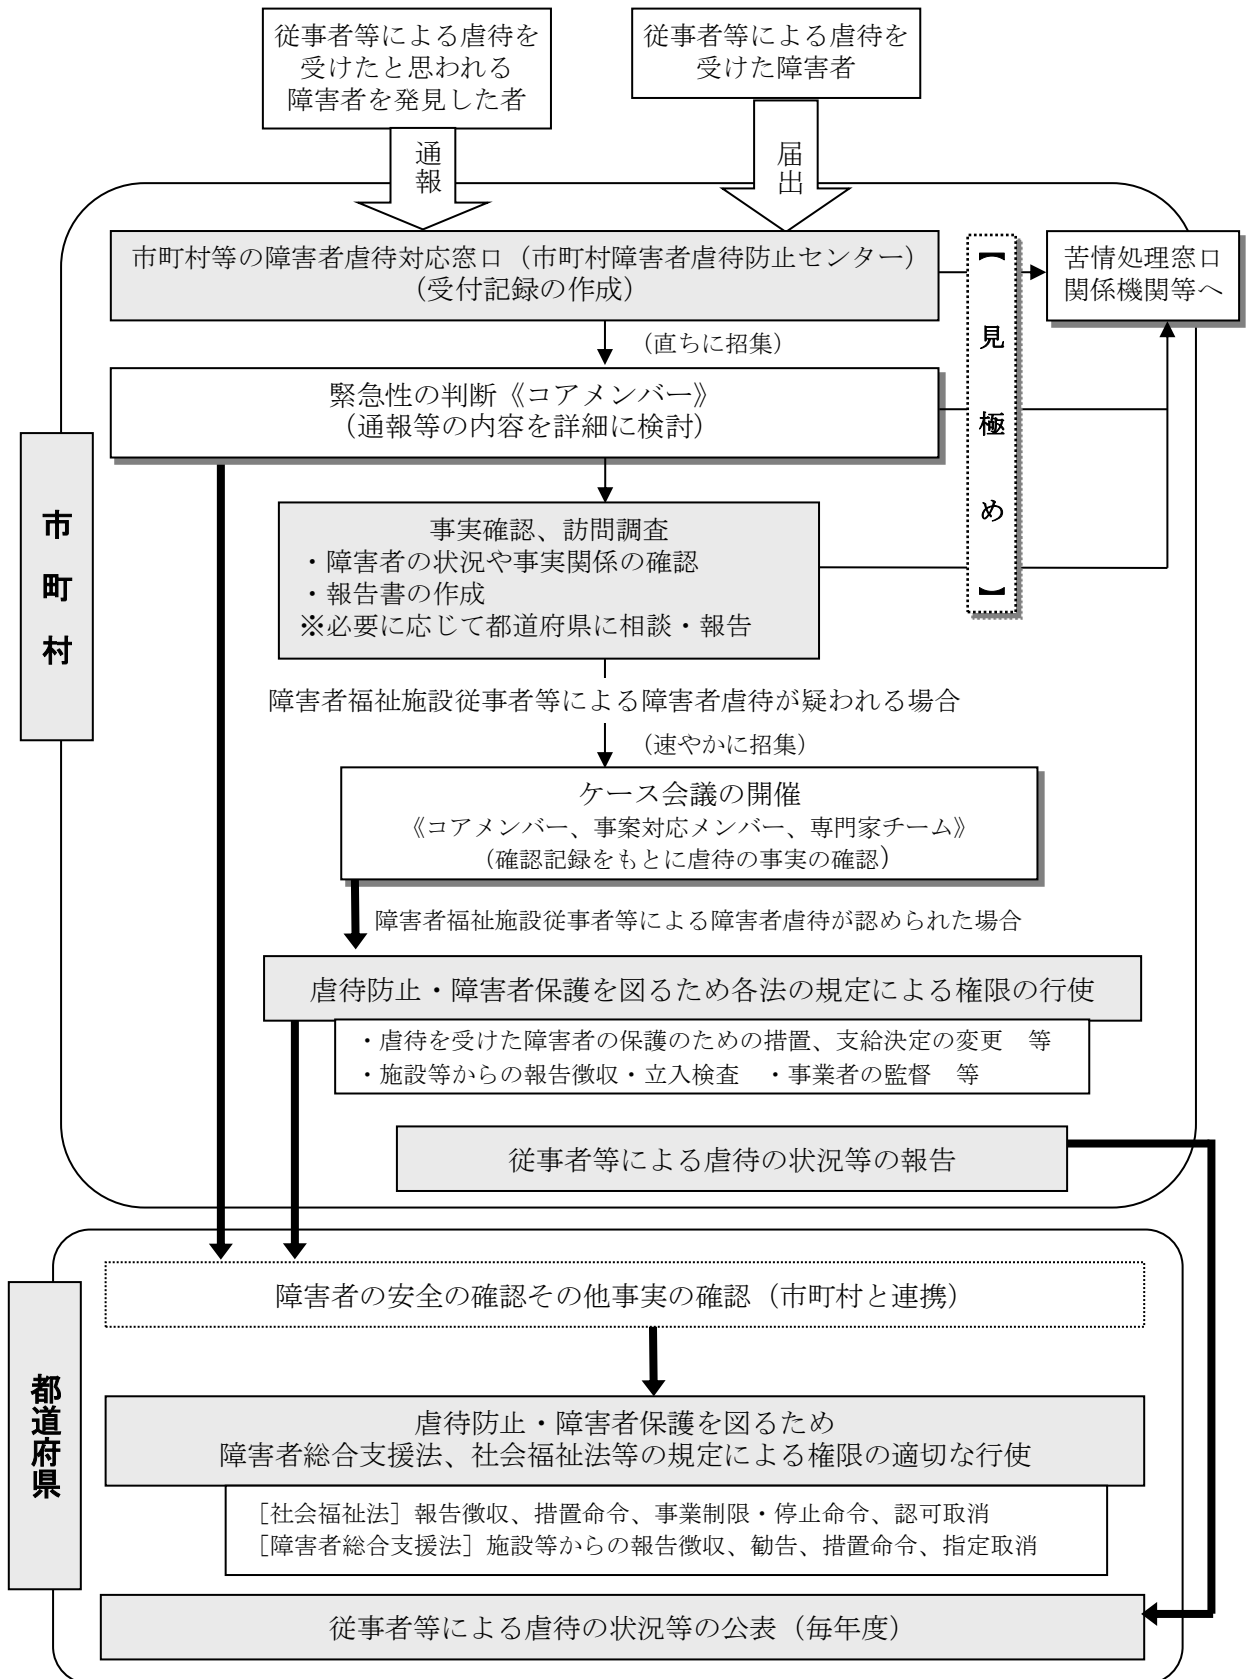 従事者等による虐待を
受けたと思われる
障害者を発見した者
従事者等による虐待を
受けた障害者
通報
届出
市町村等の障害者虐待対応窓口（市町村障害者虐待防止センター）
（受付記録の作成）
苦情処理窓口
関係機関等へ
【見極め】
（直ちに招集）
緊急性の判断《コアメンバー》
（通報等の内容を詳細に検討）
市町村
事実確認、訪問調査
・障害者の状況や事実関係の確認
・報告書の作成
※必要に応じて都道府県に相談・報告
障害者福祉施設従事者等による障害者虐待が疑われる場合
（速やかに招集）
ケース会議の開催
《コアメンバー、事案対応メンバー、専門家チーム》
（確認記録をもとに虐待の事実の確認）
障害者福祉施設従事者等による障害者虐待が認められた場合
虐待防止・障害者保護を図るため各法の規定による権限の行使
・虐待を受けた障害者の保護のための措置、支給決定の変更　等
・施設等からの報告徴収・立入検査　・事業者の監督　等
従事者等による虐待の状況等の報告
都道府県
障害者の安全の確認その他事実の確認（市町村と連携）
虐待防止・障害者保護を図るため
障害者総合支援法、社会福祉法等の規定による権限の適切な行使
［社会福祉法］報告徴収、措置命令、事業制限・停止命令、認可取消
［障害者総合支援法］施設等からの報告徴収、勧告、措置命令、指定取消
従事者等による虐待の状況等の公表（毎年度）